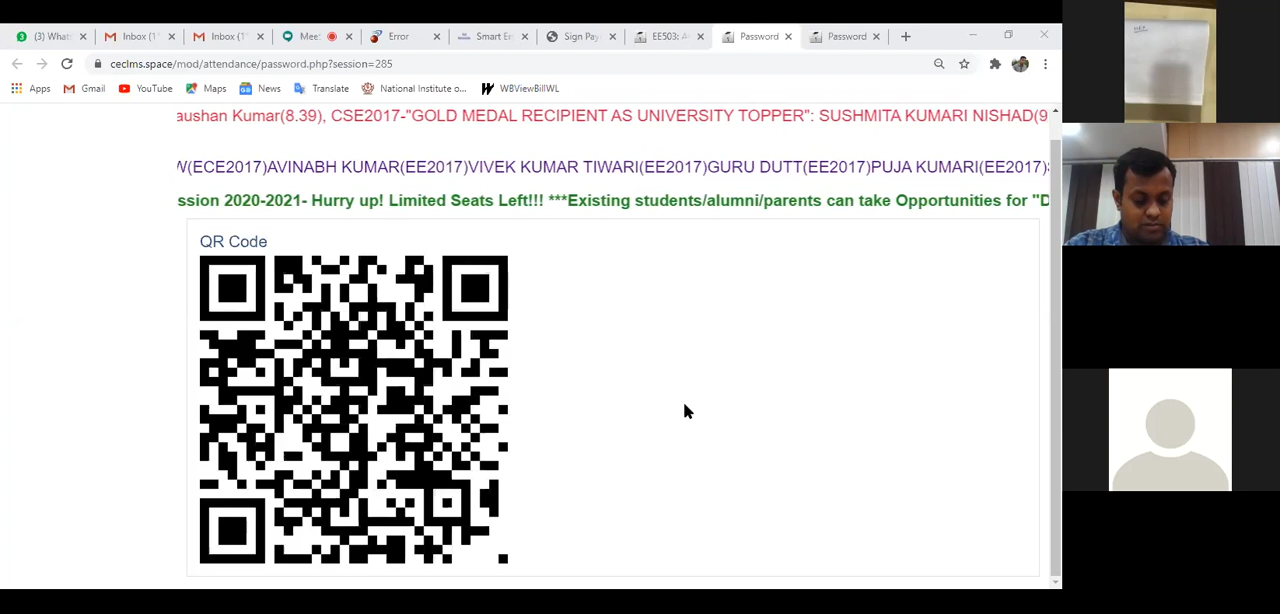 (3) Whats
Inbox (1
Inbox (1
Mee
Error
Smart Er
Sign Pay
EE503: A
Password
Password
ceclms.space/mod/attendance/password.php?session=285
Apps
Gmail
YouTube
Maps
News
Translate
National Institute o...
WBViewBillWL
aushan Kumar(8.39), CSE2017-"GOLD MEDAL RECIPIENT AS UNIVERSITY TOPPER": SUSHMITA KUMARI NISHAD(9
W(ECE2017)AVINABH KUMAR(EE2017)VIVEK KUMAR TIWARI(EE2017)GURU DUTT(EE2017)PUJA KUMARI(EE2017)
ssion 2020-2021- Hurry up! Limited Seats Left!!! ***Existing students/alumni/parents can take Opportunities for "D
QR Code